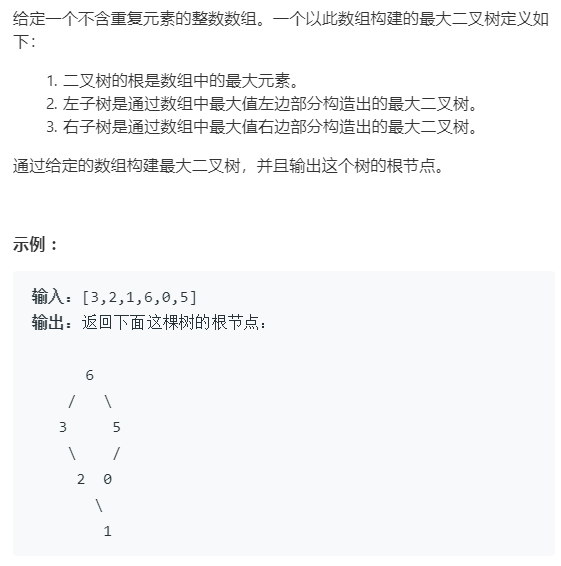 给定一个不含重复元素的整数数组。一个以此数组构建的最大二叉树定义如
下：
1. 二叉树的根是数组中的最大元素。
2. 左子树是通过数组中最大值左边部分构造出的最大二叉树。
3. 右子树是通过数组中最大值右边部分构造出的最大二叉树。
通过给定的数组构建最大二叉树，并且输出这个树的根节点。
示例：
输入：[3,2,1,6,0,5]
输出：返回下面这棵树的根节点：
6
/ \
3 5
\ /
2 0
\
1